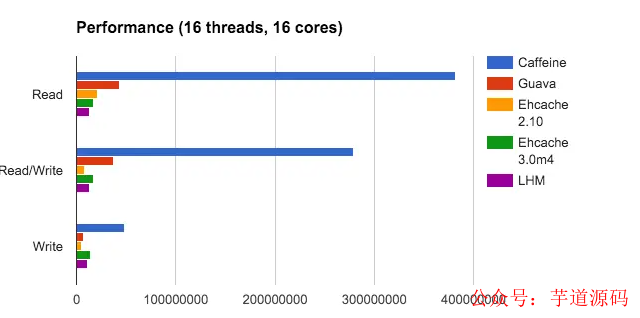 Performance (16 threads, 16 cores)
Caffeine
Guava
Ehcache
2.10
Ehcache
3.0m4
LHM
Read
Read/Write
Write
0 100000000 200000000 300000000 400000000
公众号：芋道源码